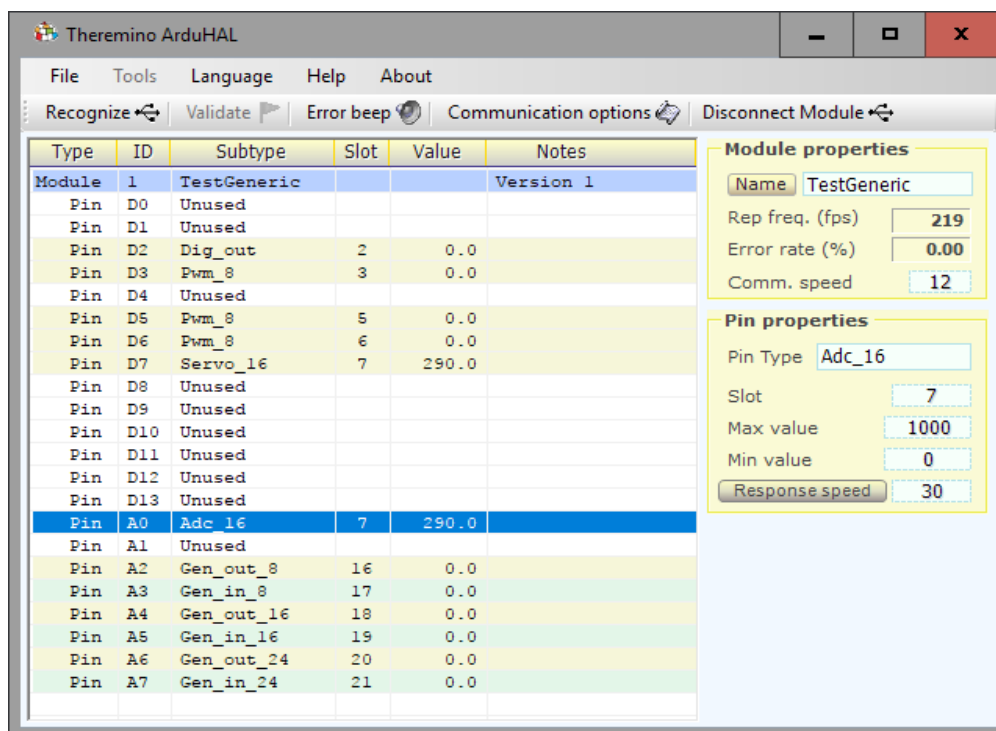 Theremino ArduHAL
File Tools Language Help About
Recognize Validate Error beep Communication options Disconnect Module
Type ID Subtype Slot Value Notes
Module 1 TestGeneric Version 1
Pin D0 Unused
Pin D1 Unused
Pin D2 Dig_out 2 0.0
Pin D3 Pwm_8 3 0.0
Pin D4 Unused
Pin D5 Pwm_8 5 0.0
Pin D6 Pwm_8 6 0.0
Pin D7 Servo_16 7 290.0
Pin D8 Unused
Pin D9 Unused
Pin D10 Unused
Pin D11 Unused
Pin D12 Unused
Pin D13 Unused
Pin A0 Adc_16 7 290.0
Pin A1 Unused
Pin A2 Gen_out_8 16 0.0
Pin A3 Gen_in_8 17 0.0
Pin A4 Gen_out_16 18 0.0
Pin A5 Gen_in_16 19 0.0
Pin A6 Gen_out_24 20 0.0
Pin A7 Gen_in_24 21 0.0
Module properties
Name TestGeneric
Rep freq. (fps) 219
Error rate (%) 0.00
Comm. speed 12
Pin properties
Pin Type Adc_16
Slot 7
Max value 1000
Min value 0
Response speed 30